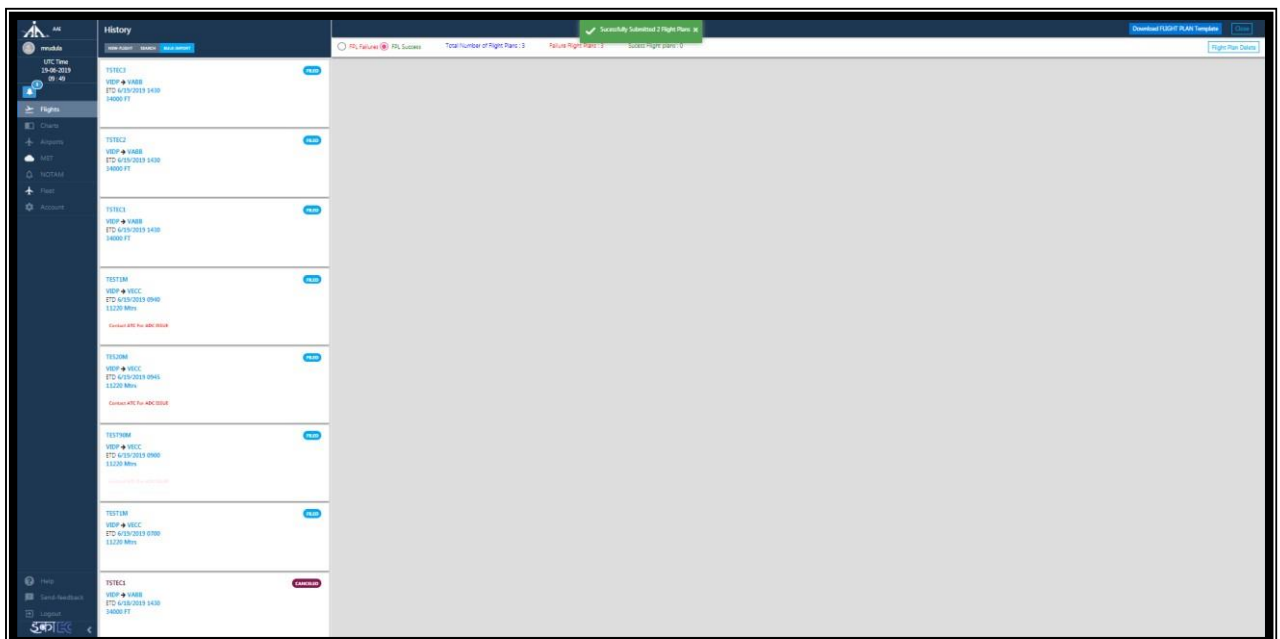 AAI
mrudula
UTC Time
19-06-2019
09 : 49
Flights
Charts
Airports
MET
NOTAM
Fleet
Account
Help
Send Feedback
Logout
History
NEW FLIGHT SEARCH BULK IMPORT
TSTEC3 FILED
VIDP → VABB
ETD 6/19/2019 1430
34000 FT
TSTEC2 FILED
VIDP → VABB
ETD 6/19/2019 1430
34000 FT
TSTEC1 FILED
VIDP → VABB
ETD 6/19/2019 1430
34000 FT
TEST1M FILED
VIDP → VECC
ETD 6/19/2019 0940
11220 Mtrs
Contact ATC For ADC ISSUE
TES20M FILED
VIDP → VECC
ETD 6/19/2019 0945
11220 Mtrs
Contact ATC For ADC ISSUE
TEST90M FILED
VIDP → VECC
ETD 6/19/2019 0900
11220 Mtrs
TEST1M FILED
VIDP → VECC
ETD 6/19/2019 0700
11220 Mtrs
TSTEC1 CANCELED
VIDP → VABB
ETD 6/18/2019 1430
34000 FT
Sucessfully Submitted 2 Flight Plans ×
Download FLIGHT PLAN Template Close
FPL Failures FPL Success Total Number of Flight Plans : 3 Failure Flight Plans : 3 Sucess Flight plans : 0
Flight Plan Delete